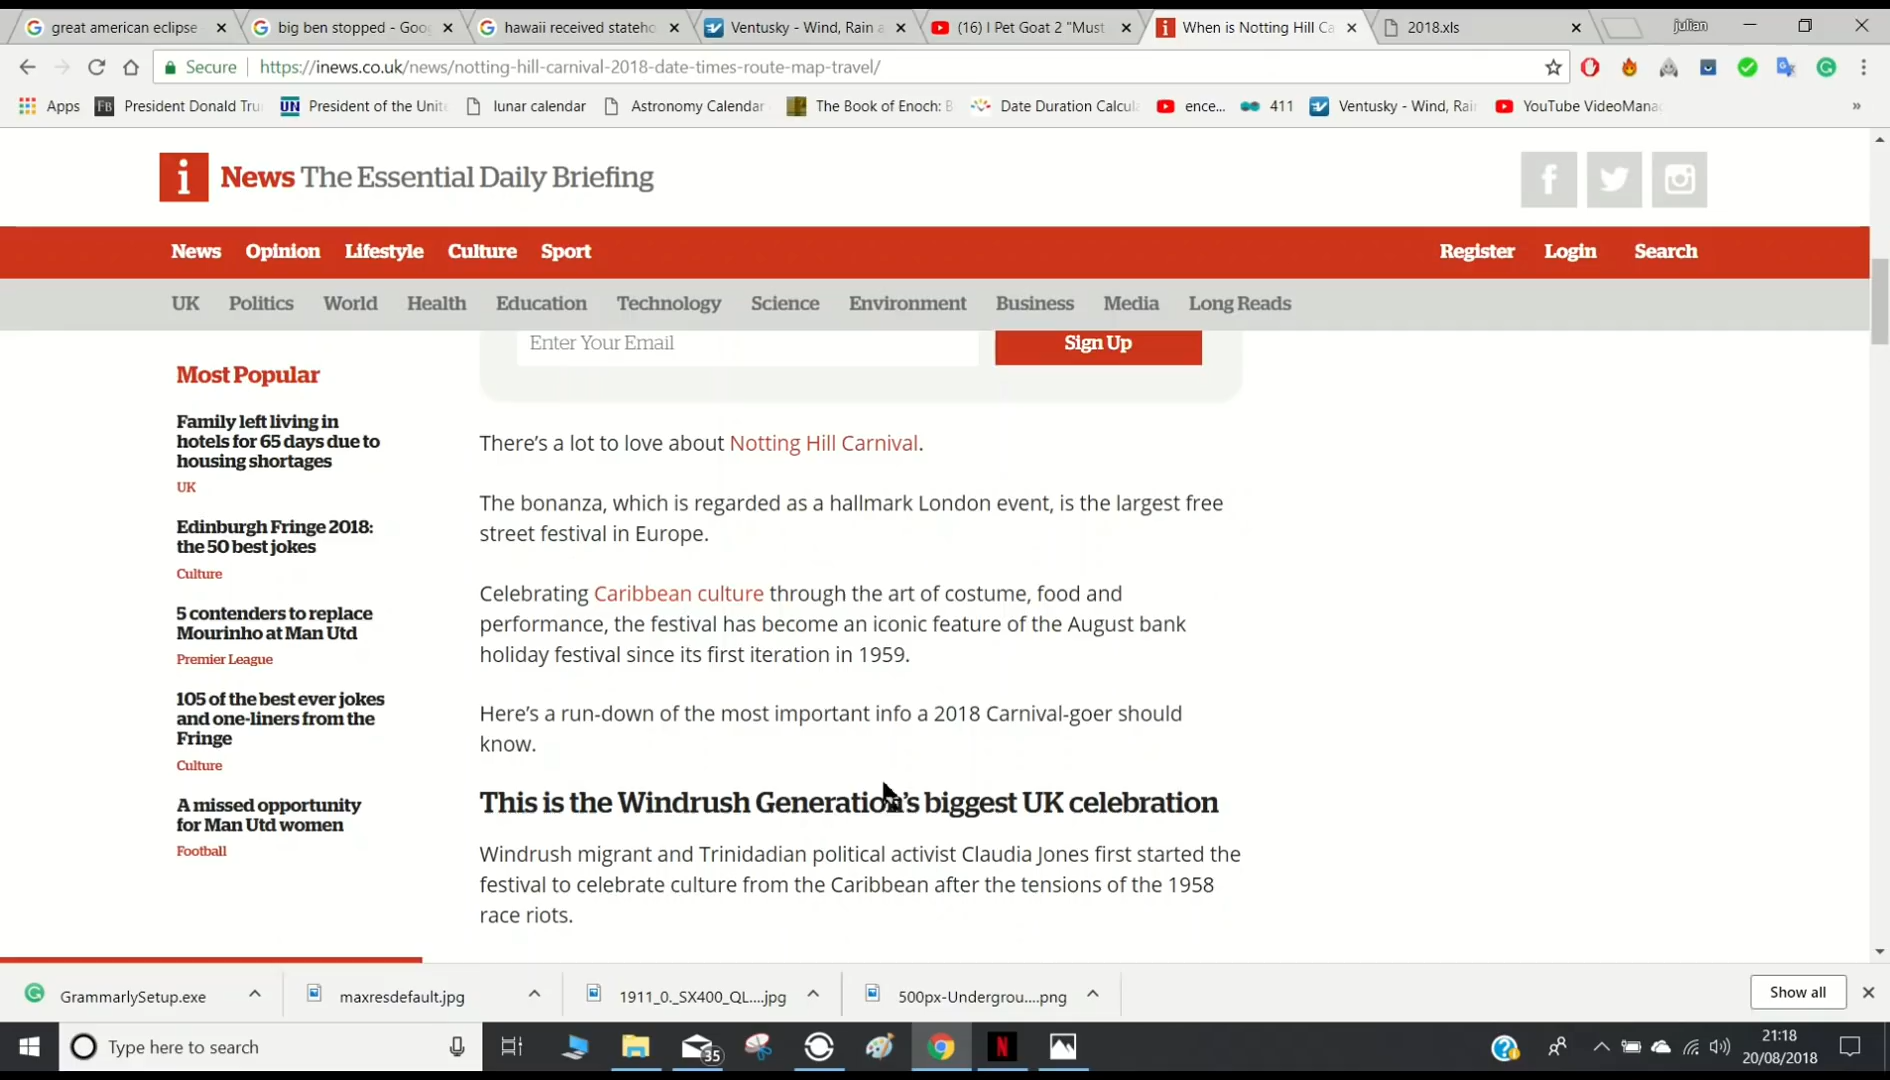 great american eclipse
big ben stopped - Goo
hawaii received stateho
Ventusky - Wind, Rain a
(16) I Pet Goat 2 "Must
When is Notting Hill Ca
2018.xls
julian
Secure
https://inews.co.uk/news/notting-hill-carnival-2018-date-times-route-map-travel/
Apps
FB President Donald Tru
UN President of the Unite
lunar calendar
Astronomy Calendar
The Book of Enoch: B
Date Duration Calcul
ence...
411
Ventusky - Wind, Rai
YouTube VideoManag
i News The Essential Daily Briefing
News Opinion Lifestyle Culture Sport Register Login Search
UK Politics World Health Education Technology Science Environment Business Media Long Reads
Enter Your Email
Sign Up
Most Popular
Family left living in
hotels for 65 days due to
housing shortages
UK
Edinburgh Fringe 2018:
the 50 best jokes
Culture
5 contenders to replace
Mourinho at Man Utd
Premier League
105 of the best ever jokes
and one-liners from the
Fringe
Culture
A missed opportunity
for Man Utd women
Football
There's a lot to love about Notting Hill Carnival.
The bonanza, which is regarded as a hallmark London event, is the largest free
street festival in Europe.
Celebrating Caribbean culture through the art of costume, food and
performance, the festival has become an iconic feature of the August bank
holiday festival since its first iteration in 1959.
Here's a run-down of the most important info a 2018 Carnival-goer should
know.
This is the Windrush Generation's biggest UK celebration
Windrush migrant and Trinidadian political activist Claudia Jones first started the
festival to celebrate culture from the Caribbean after the tensions of the 1958
race riots.
GrammarlySetup.exe
maxresdefault.jpg
1911_0._SX400_QL....jpg
500px-Undergrou....png
Show all
Type here to search
35
N
21:18
20/08/2018